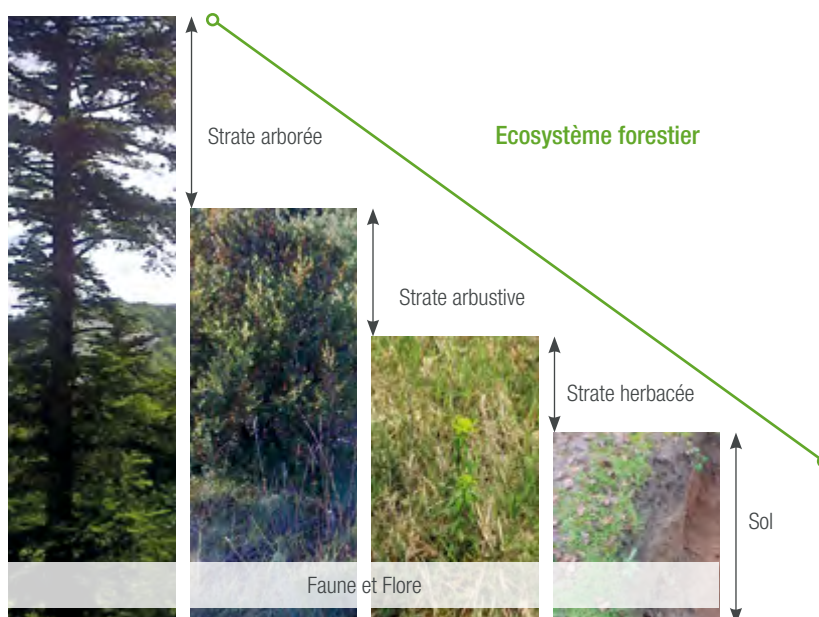 Strate arborée
Ecosystème forestier
Strate arbustive
Strate herbacée
Sol
Faune et Flore